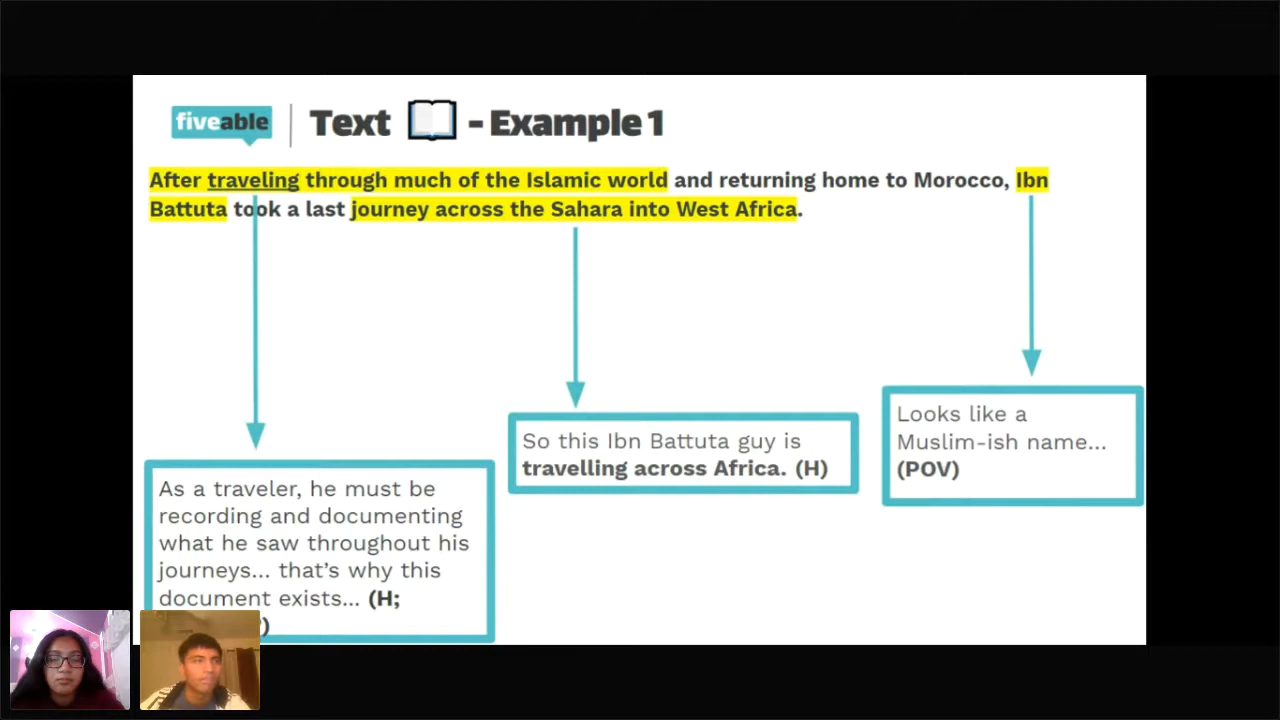 fiveable
Text - Example 1
After traveling through much of the Islamic world and returning home to Morocco, Ibn
Battuta took a last journey across the Sahara into West Africa.
As a traveler, he must be
recording and documenting
what he saw throughout his
journeys... that's why this
document exists... (H;
)
So this Ibn Battuta guy is
travelling across Africa. (H)
Looks like a
Muslim-ish name...
(POV)